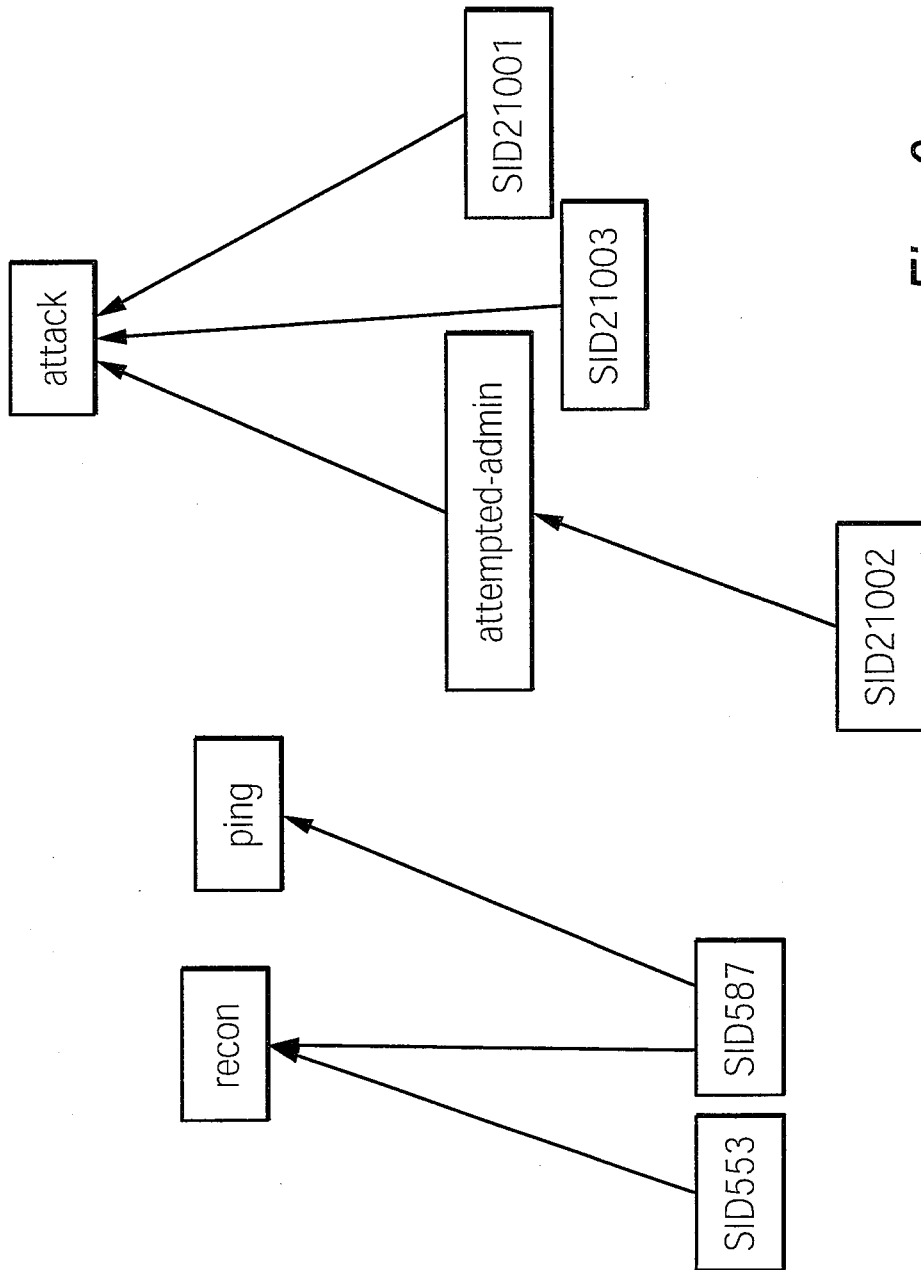 attack
SID21001
SID21003
attempted-admin
SID21002
ping
recon
SID587
SID553